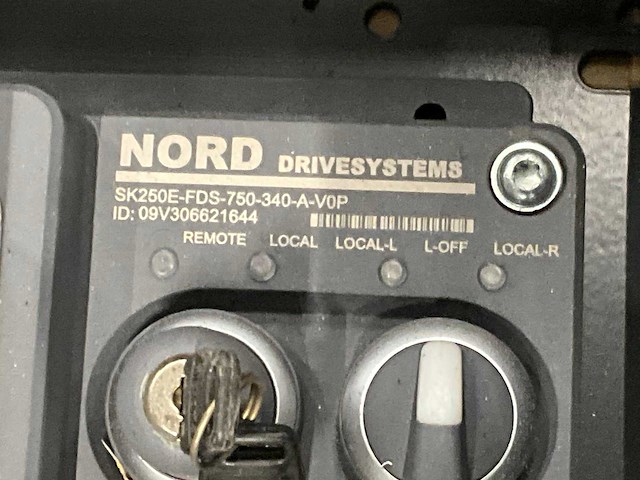 NORD DRIVESYSTEMS
SK250E-FDS-750-340-A-V0P
ID: 09V306621644
REMOTE LOCAL LOCAL-L L-OFF LOCAL-R